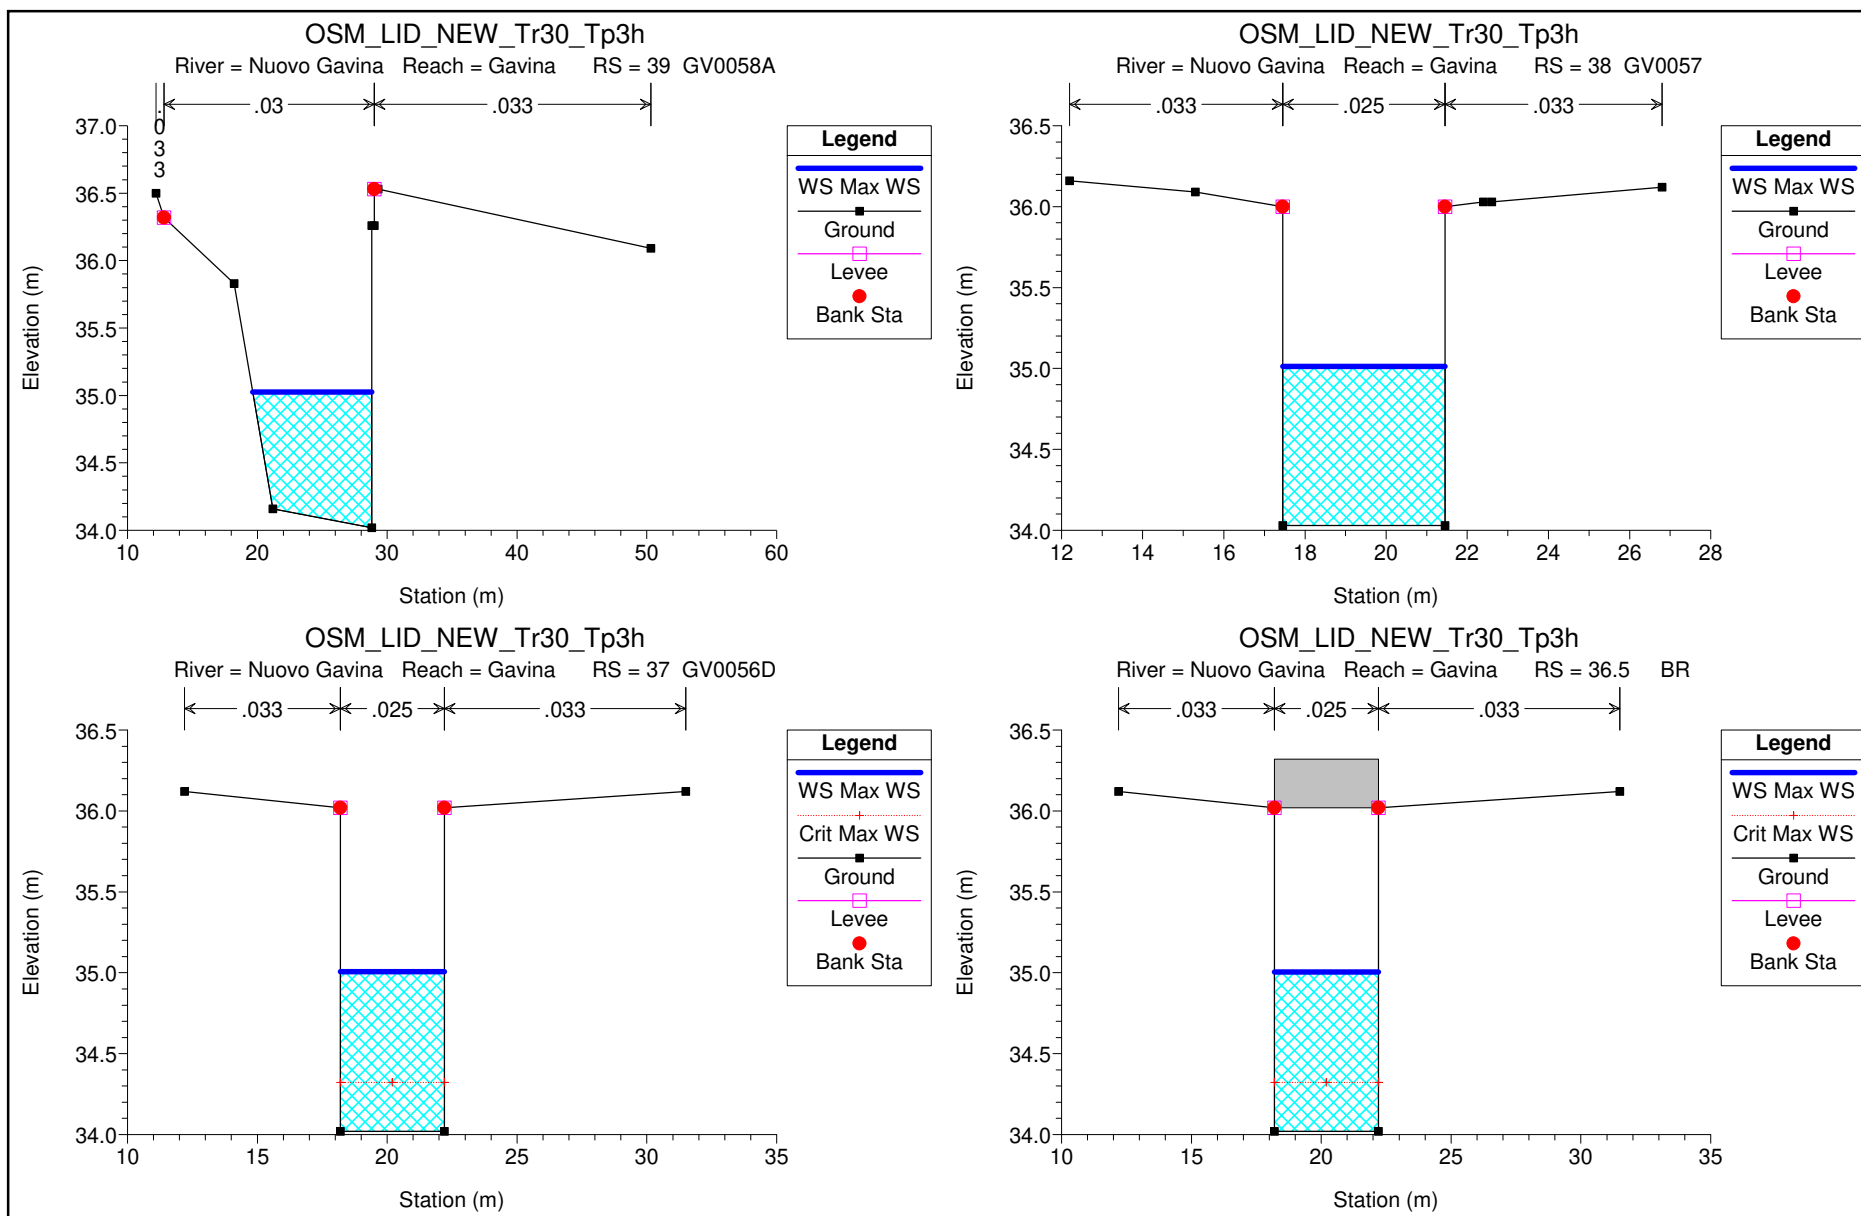 OSM_LID_NEW_Tr30_Tp3h
River = Nuovo Gavina Reach = Gavina RS = 39 GV0058A
.033
.03
.033
37.0
36.5
36.0
35.5
35.0
34.5
34.0
10
20
30
40
50
60
Elevation (m)
Station (m)
Legend
WS Max WS
Ground
Levee
Bank Sta
OSM_LID_NEW_Tr30_Tp3h
River = Nuovo Gavina Reach = Gavina RS = 38 GV0057
.033
.025
.033
36.5
36.0
35.5
35.0
34.5
34.0
12
14
16
18
20
22
24
26
28
Elevation (m)
Station (m)
Legend
WS Max WS
Ground
Levee
Bank Sta
OSM_LID_NEW_Tr30_Tp3h
River = Nuovo Gavina Reach = Gavina RS = 37 GV0056D
.033
.025
.033
36.5
36.0
35.5
35.0
34.5
34.0
10
15
20
25
30
35
Elevation (m)
Station (m)
Legend
WS Max WS
Crit Max WS
Ground
Levee
Bank Sta
OSM_LID_NEW_Tr30_Tp3h
River = Nuovo Gavina Reach = Gavina RS = 36.5 BR
.033
.025
.033
36.5
36.0
35.5
35.0
34.5
34.0
10
15
20
25
30
35
Elevation (m)
Station (m)
Legend
WS Max WS
Crit Max WS
Ground
Levee
Bank Sta